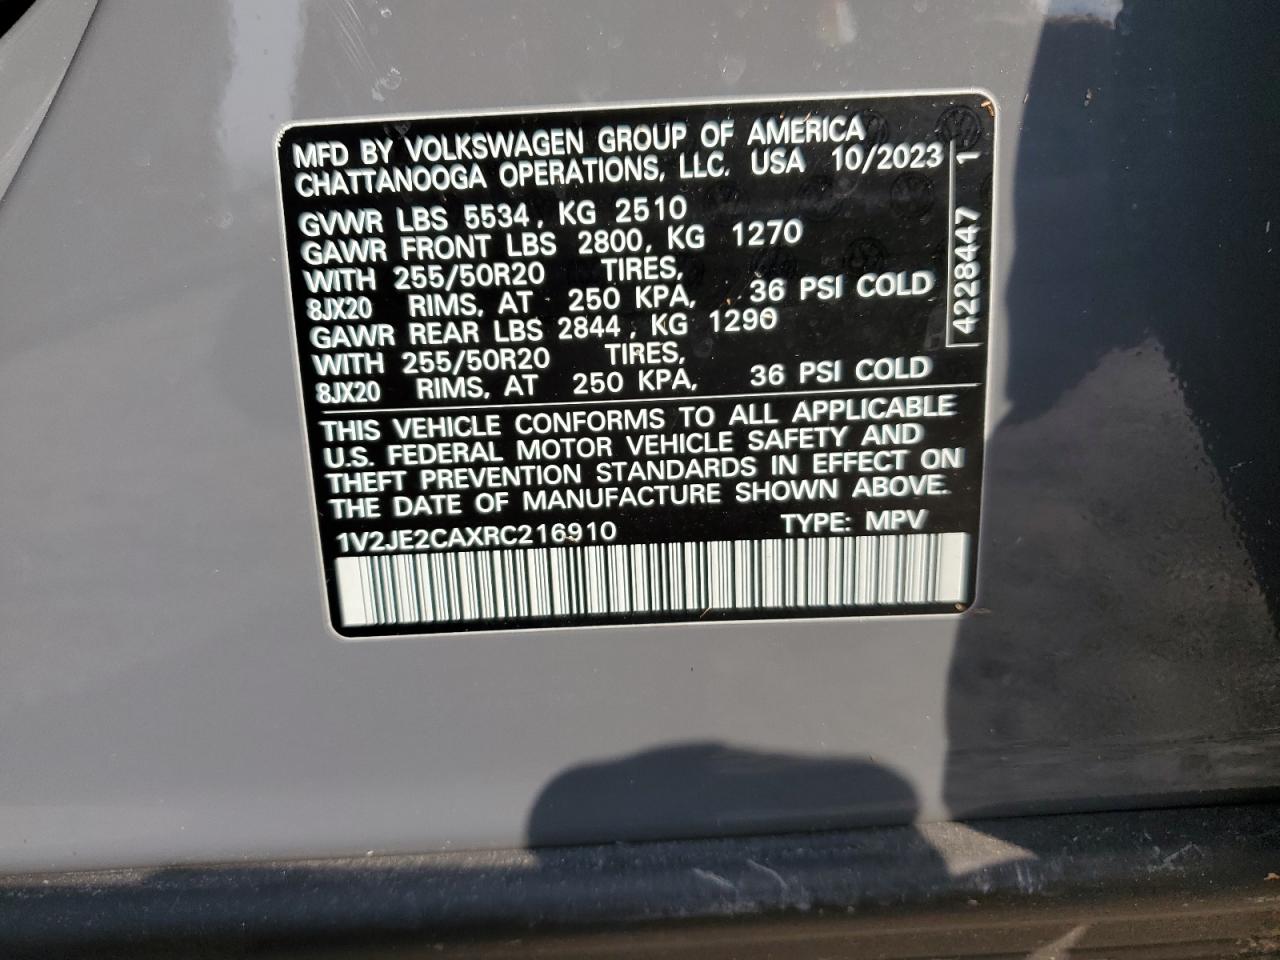 MFD BY VOLKSWAGEN GROUP OF AMERICA
CHATTANOOGA OPERATIONS, LLC. USA 10/2023
GVWR LBS 5534, KG 2510
GAWR FRONT LBS 2800, KG 1270
WITH 255/50R20 TIRES,
8JX20 RIMS, AT 250 KPA, 36 PSI COLD
GAWR REAR LBS 2844, KG 1290
WITH 255/50R20 TIRES,
8JX20 RIMS, AT 250 KPA, 36 PSI COLD
THIS VEHICLE CONFORMS TO ALL APPLICABLE
U.S. FEDERAL MOTOR VEHICLE SAFETY AND
THEFT PREVENTION STANDARDS IN EFFECT ON
THE DATE OF MANUFACTURE SHOWN ABOVE.
1V2JE2CAXRC216910 TYPE: MPV
4228447 1